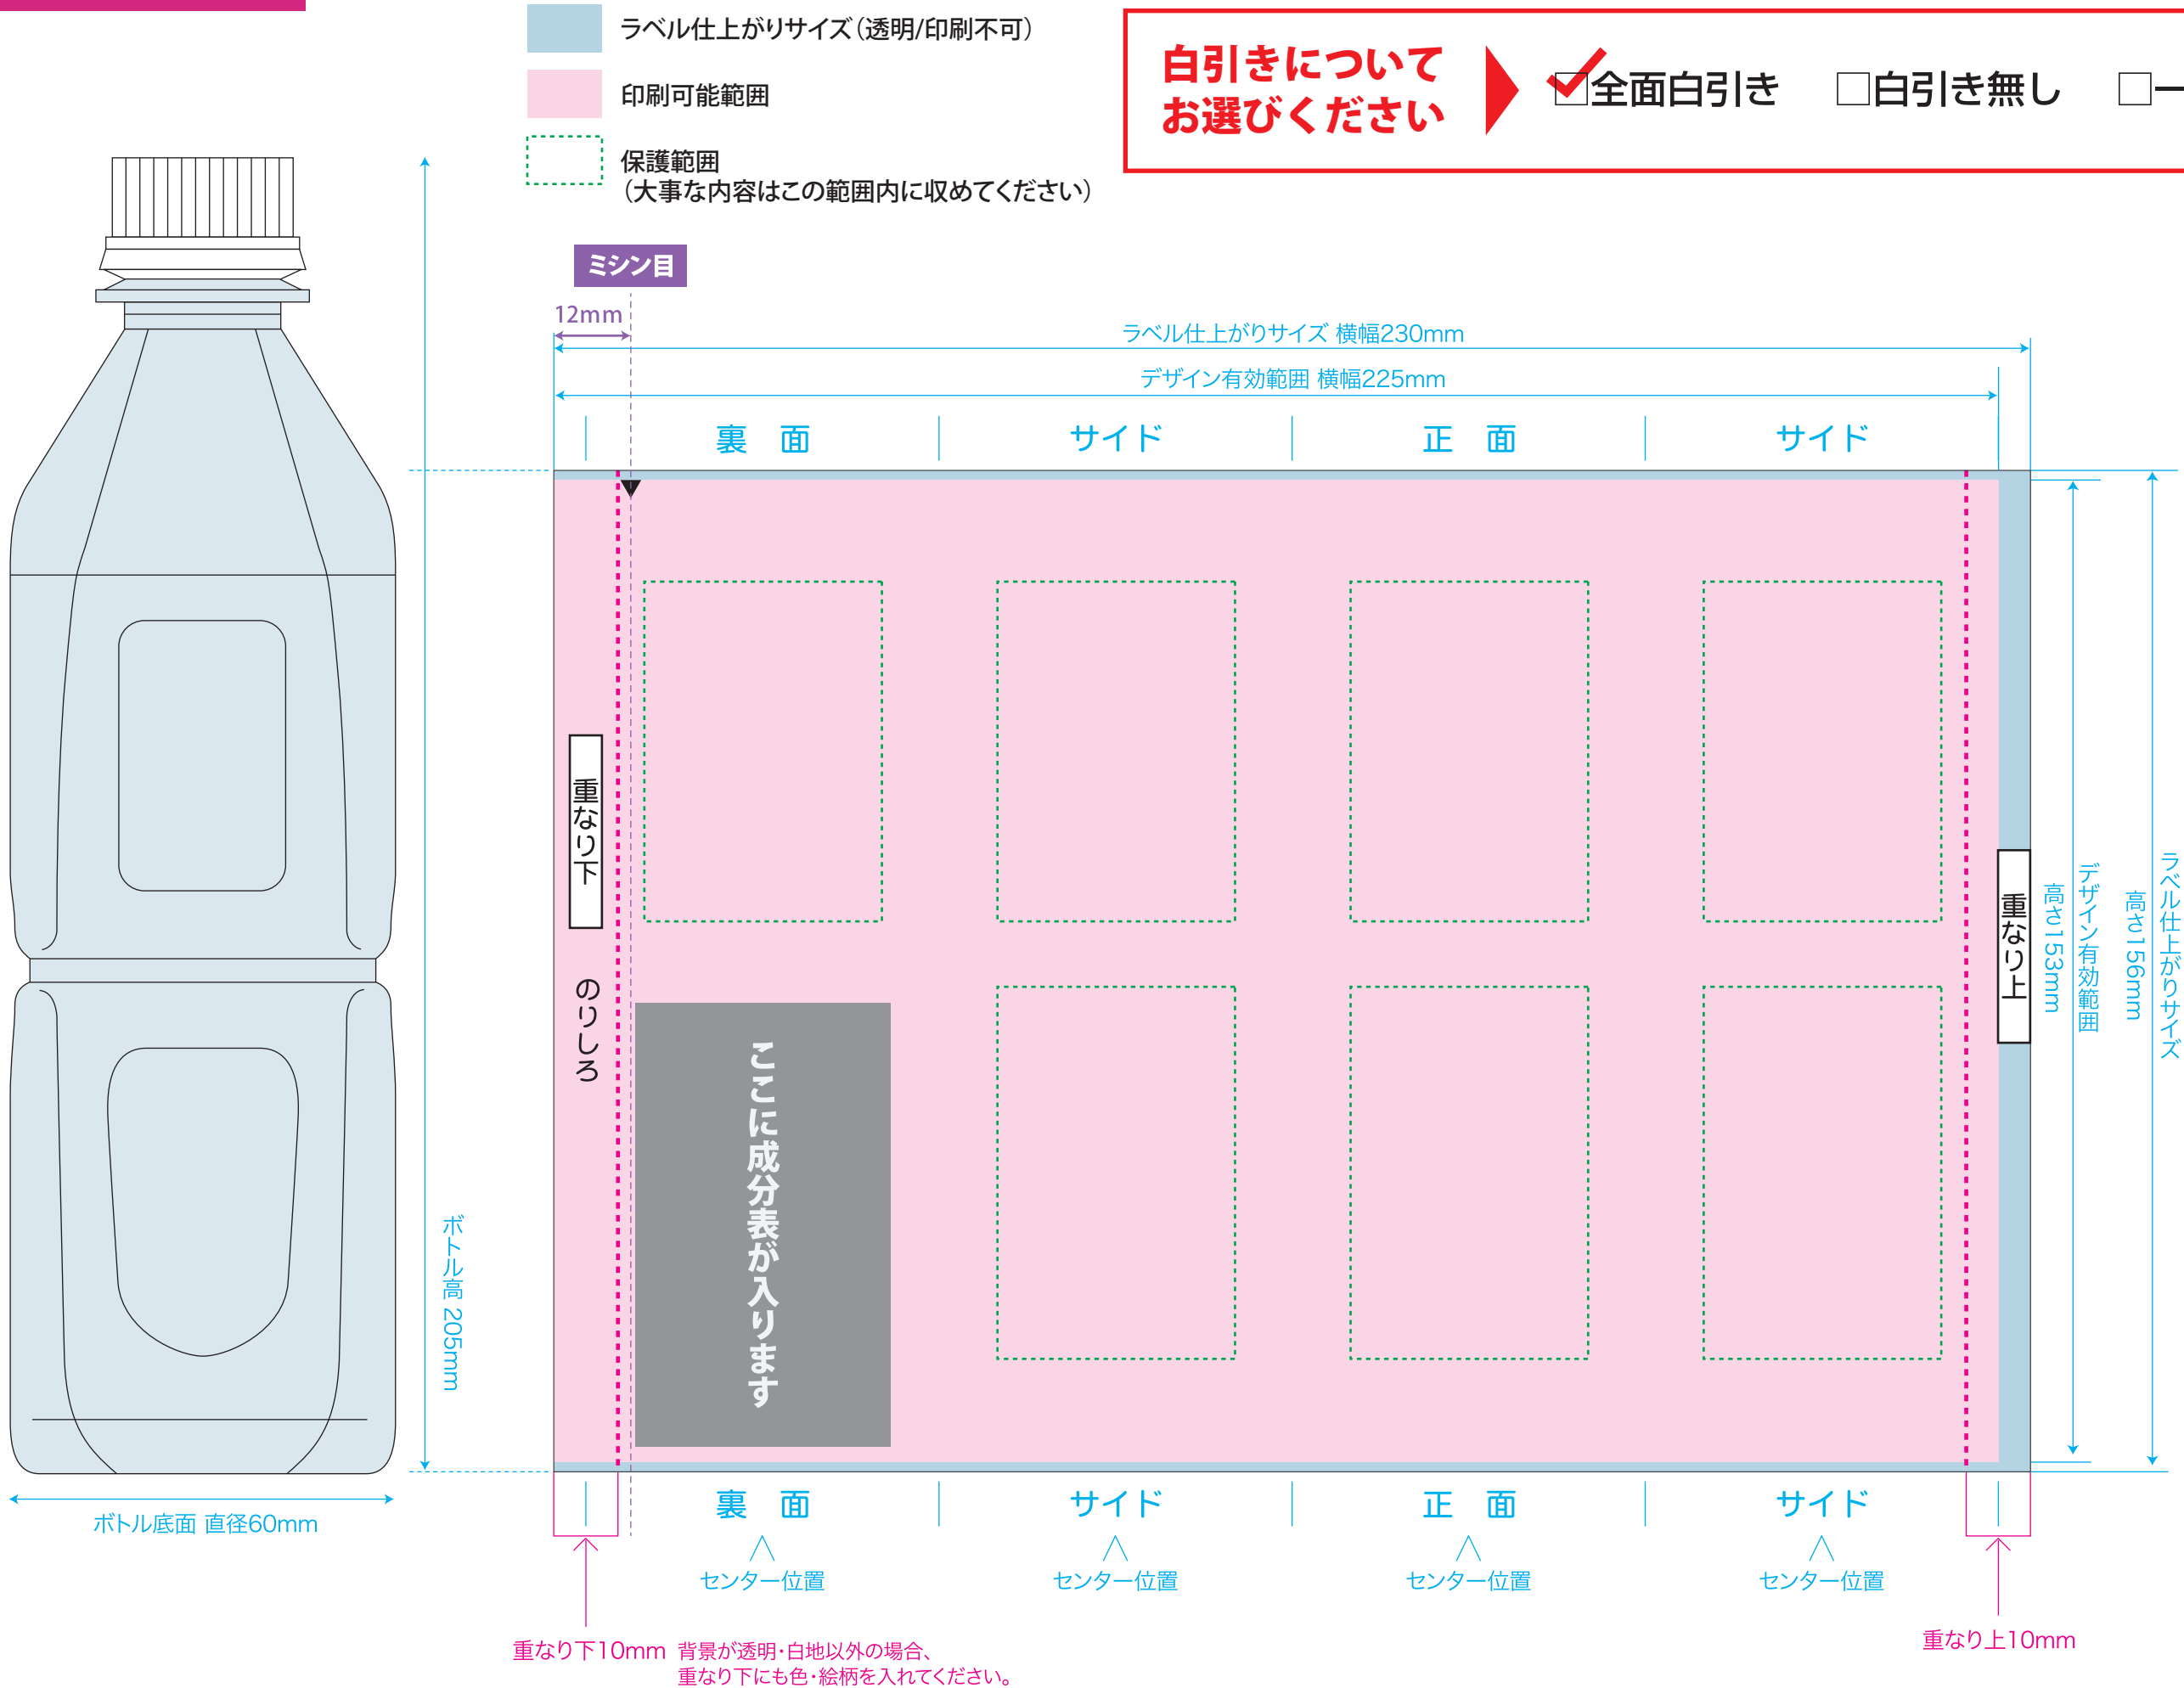 ラベル仕上がりサイズ（透明/印刷不可）
印刷可能範囲
保護範囲
（大事な内容はこの範囲内に収めてください）
白引きについて
お選びください
全面白引き
白引き無し
ミシン目
12mm
ラベル仕上がりサイズ 横幅230mm
デザイン有効範囲 横幅225mm
裏　面
サイド
正　面
サイド
重なり下
のりしろ
ここに成分表が入ります
重なり上
デザイン有効範囲
高さ153mm
ラベル仕上がりサイズ
高さ156mm
ボトル高 205mm
ボトル底面 直径60mm
裏　面
サイド
正　面
サイド
センター位置
センター位置
センター位置
センター位置
重なり下10mm
背景が透明・白地以外の場合、
重なり下にも色・絵柄を入れてください。
重なり上10mm